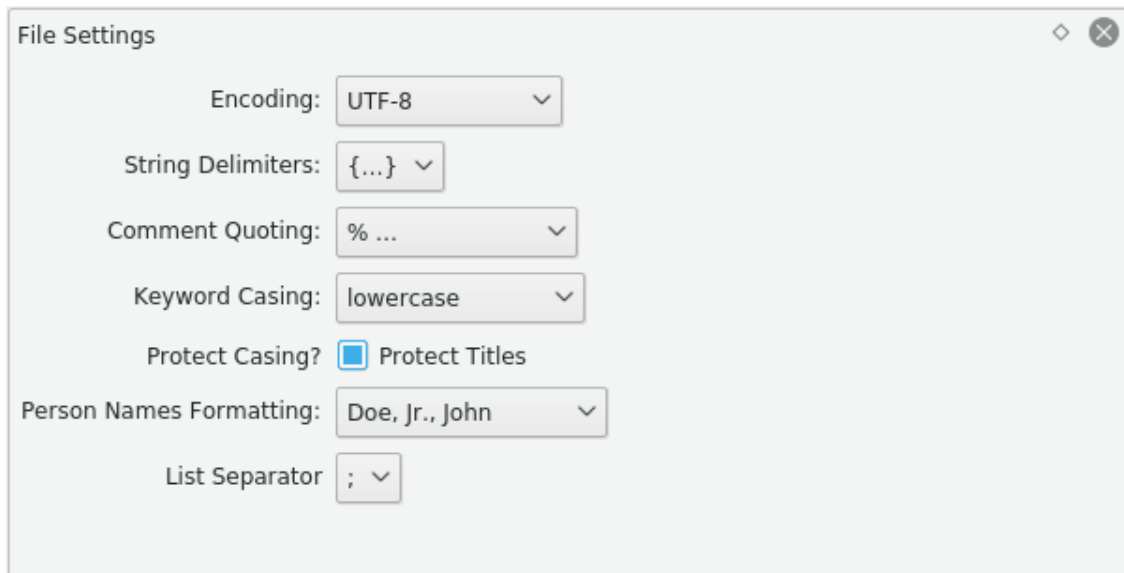 File Settings
Encoding: UTF-8
String Delimiters: {...}
Comment Quoting: % ...
Keyword Casing: lowercase
Protect Casing? Protect Titles
Person Names Formatting: Doe, Jr., John
List Separator ;